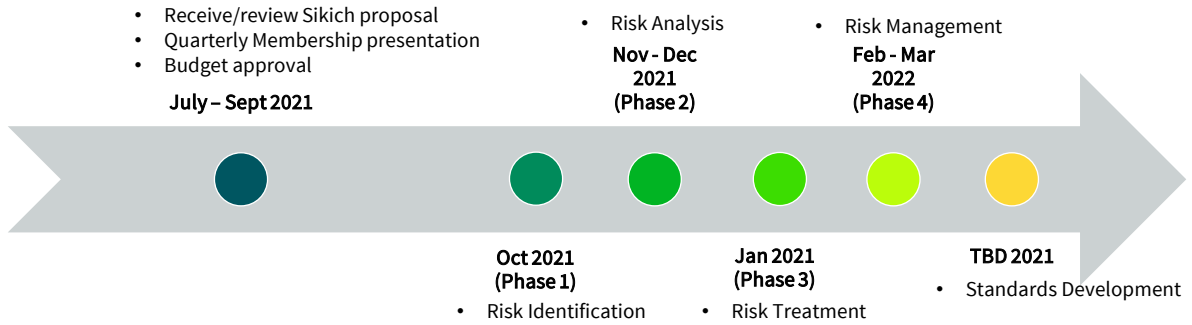 • Receive/review Sikich proposal
• Quarterly Membership presentation
• Budget approval
July – Sept 2021
Oct 2021
(Phase 1)
• Risk Identification
• Risk Analysis
Nov - Dec
2021
(Phase 2)
Jan 2021
(Phase 3)
• Risk Treatment
• Risk Management
Feb - Mar
2022
(Phase 4)
TBD 2021
• Standards Development